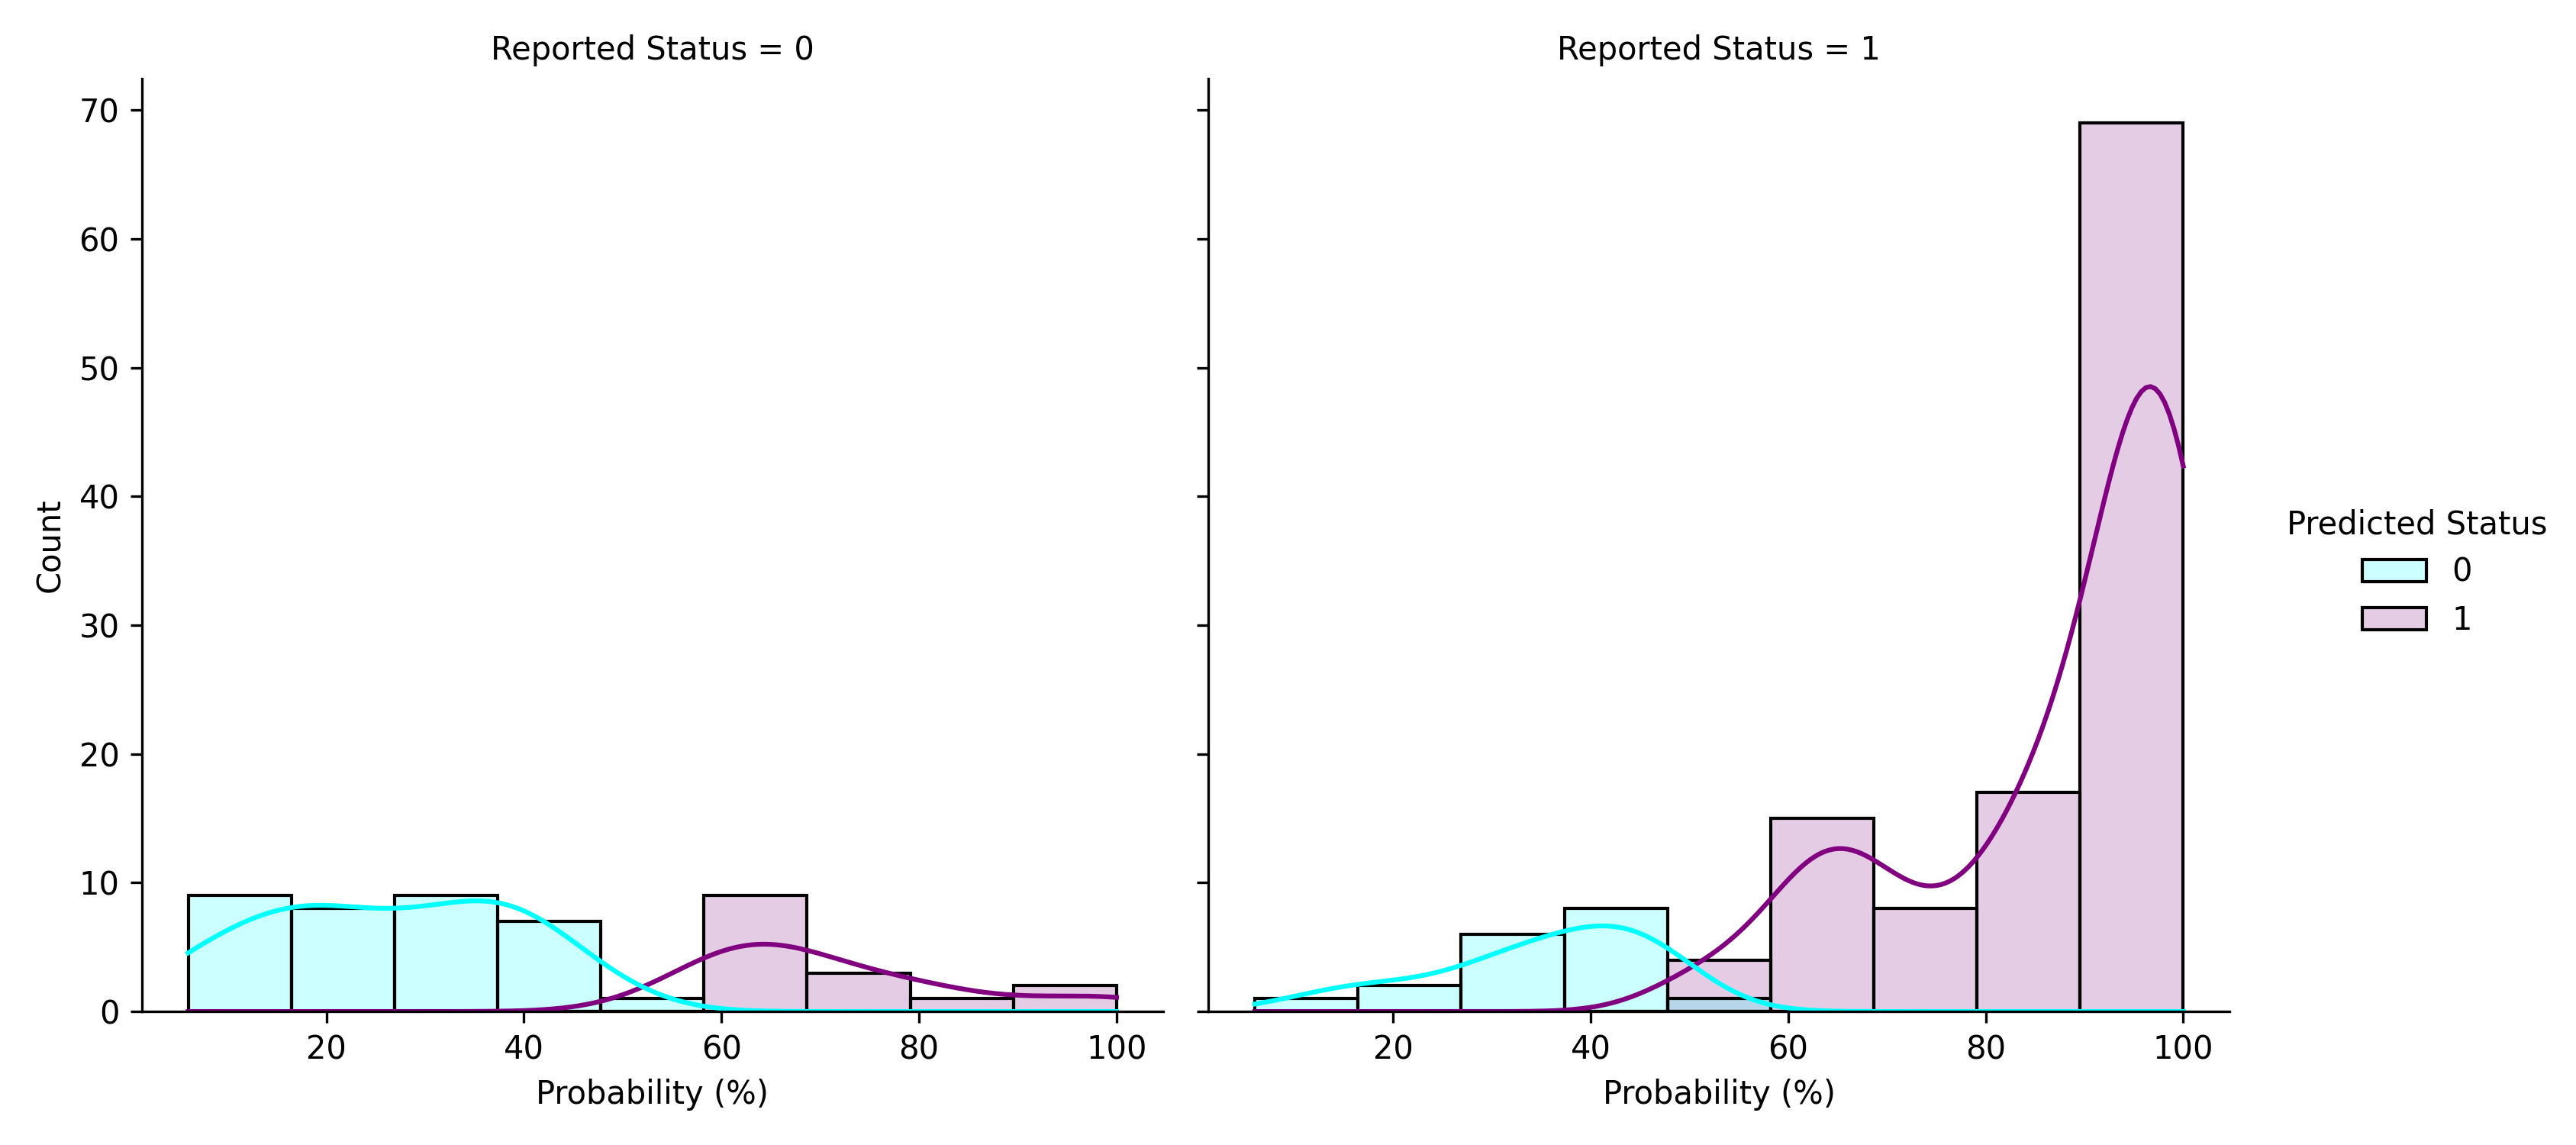 Reported Status = 0
Reported Status = 1
70
60
50
40
30
20
10
0
Count
20 40 60 80 100
20 40 60 80 100
Probability (%)
Probability (%)
Predicted Status
0
1